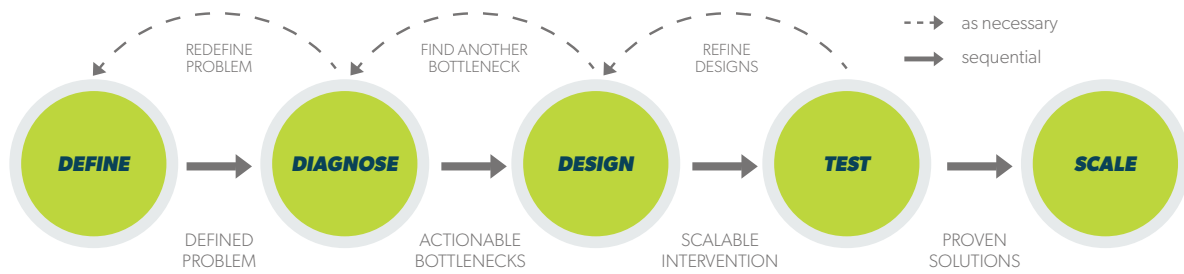 as necessary
REDEFINE
PROBLEM
FIND ANOTHER
BOTTLENECK
REFINE
DESIGNS
sequential
DEFINE
DIAGNOSE
DESIGN
TEST
SCALE
DEFINED
PROBLEM
ACTIONABLE
BOTTLENECKS
SCALABLE
INTERVENTION
PROVEN
SOLUTIONS